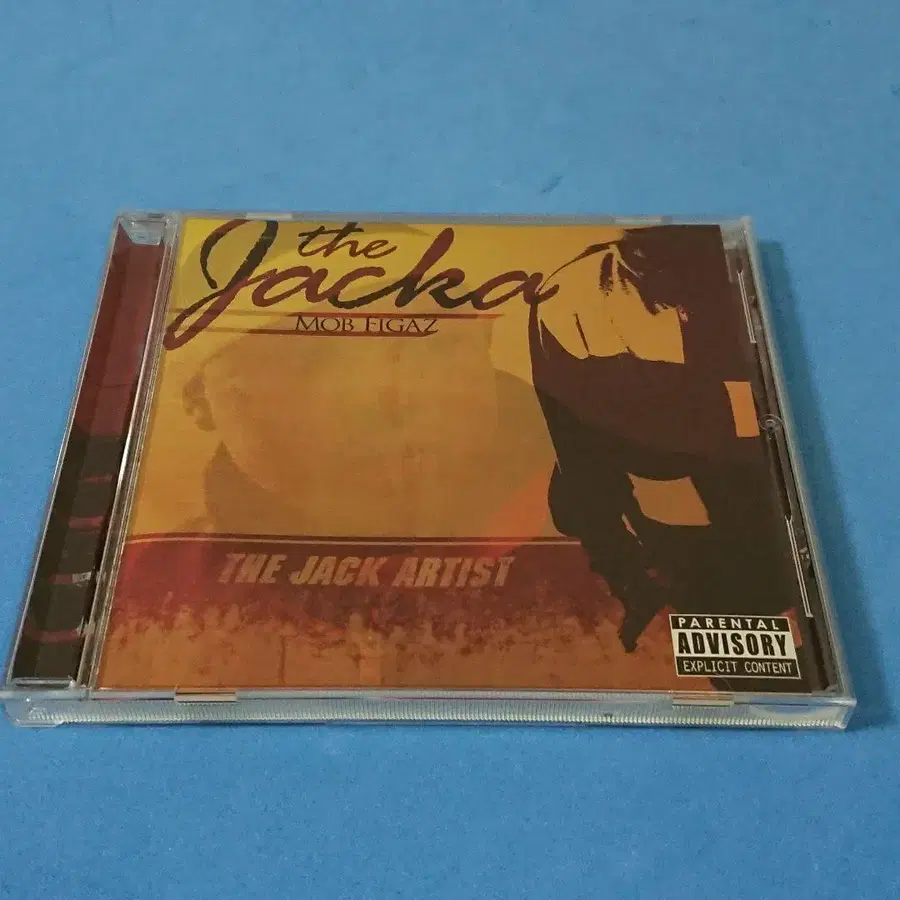 the
Jacka
MOB FIGAZ
THE JACK ARTIST
PARENTAL
ADVISORY
EXPLICIT CONTENT